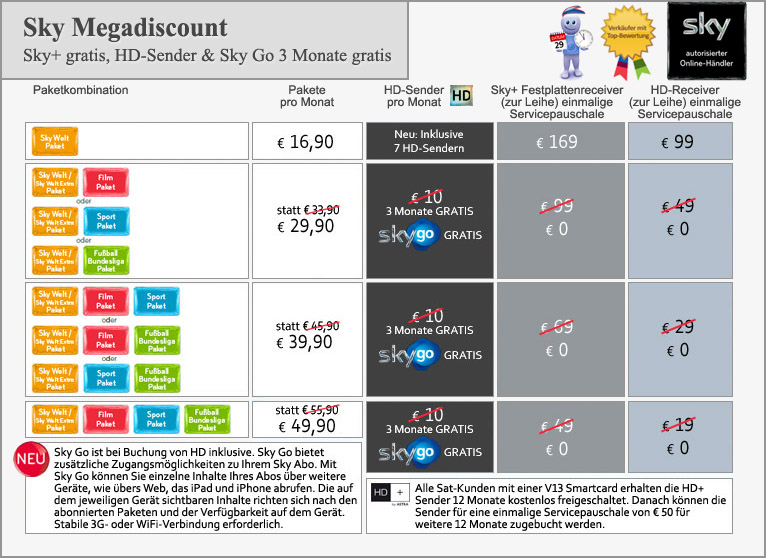 Sky Megadiscount
Sky+ gratis, HD-Sender & Sky Go 3 Monate gratis
DATUM
29
Verkäufer mit
Top-Bewertung
sky
autorisierter
Online-Händler
Paketkombination
Pakete
pro Monat
HD-Sender
pro Monat
HD
Sky+ Festplattenreceiver
(zur Leihe) einmalige
Servicepauschale
HD-Receiver
(zur Leihe) einmalige
Servicepauschale
Sky Welt
Paket
€ 16,90
Neu: Inklusive
7 HD-Sendern
€ 169
€ 99
Sky Welt /
Sky Welt Extra
Paket
Film
Paket
oder
Sky Welt /
Sky Welt Extra
Paket
Sport
Paket
oder
Sky Welt /
Sky Welt Extra
Paket
Fußball
Bundesliga
Paket
statt € 33,90
€ 29,90
€ 10
3 Monate GRATIS
skygo GRATIS
€ 99
€ 0
€ 49
€ 0
Sky Welt /
Sky Welt Extra
Paket
Film
Paket
Sport
Paket
oder
Sky Welt /
Sky Welt Extra
Paket
Film
Paket
Fußball
Bundesliga
Paket
oder
Sky Welt /
Sky Welt Extra
Paket
Sport
Paket
Fußball
Bundesliga
Paket
statt € 45,90
€ 39,90
€ 10
3 Monate GRATIS
skygo GRATIS
€ 69
€ 0
€ 29
€ 0
Sky Welt /
Sky Welt Extra
Paket
Film
Paket
Sport
Paket
Fußball
Bundesliga
Paket
statt € 55,90
€ 49,90
€ 10
3 Monate GRATIS
skygo GRATIS
€ 49
€ 0
€ 19
€ 0
NEU
Sky Go ist bei Buchung von HD inklusive. Sky Go bietet
zusätzliche Zugangsmöglichkeiten zu Ihrem Sky Abo. Mit
Sky Go können Sie einzelne Inhalte Ihres Abos über weitere
Geräte, wie übers Web, das iPad und iPhone abrufen. Die auf
dem jeweiligen Gerät sichtbaren Inhalte richten sich nach den
abonnierten Paketen und der Verfügbarkeit auf dem Gerät.
Stabile 3G- oder WiFi-Verbindung erforderlich.
HD +
by ASTRA
Alle Sat-Kunden mit einer V13 Smartcard erhalten die HD+
Sender 12 Monate kostenlos freigeschaltet. Danach können die
Sender für eine einmalige Servicepauschale von € 50 für
weitere 12 Monate zugebucht werden.